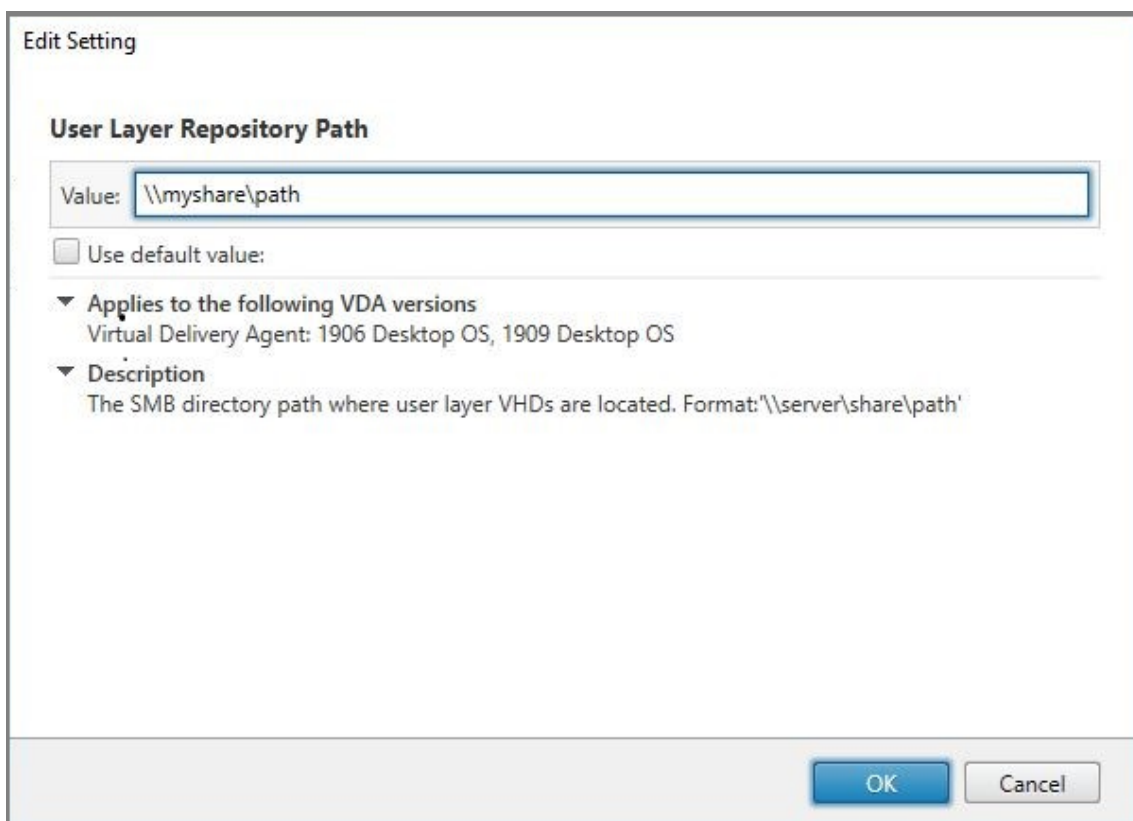 Edit Setting
User Layer Repository Path
Value: \\myshare\path
Use default value:
Applies to the following VDA versions
Virtual Delivery Agent: 1906 Desktop OS, 1909 Desktop OS
Description
The SMB directory path where user layer VHDs are located. Format:'\\server\share\path'
OK Cancel